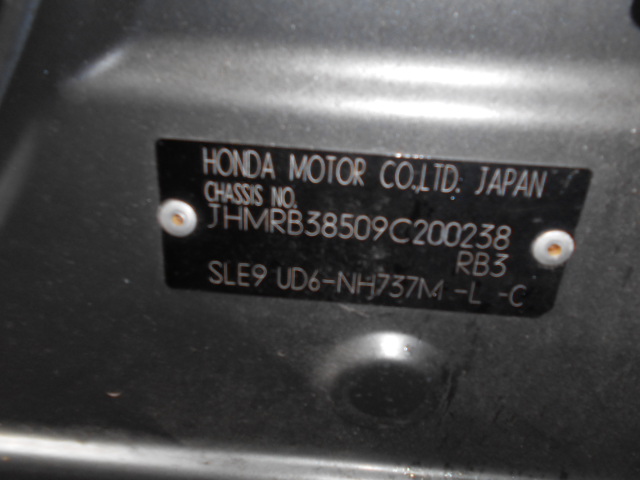 HONDA MOTOR CO.,LTD. JAPAN
CHASSIS NO.
JHMRB38509C200238
RB3
SLE9 UD6-NH737M -L -C